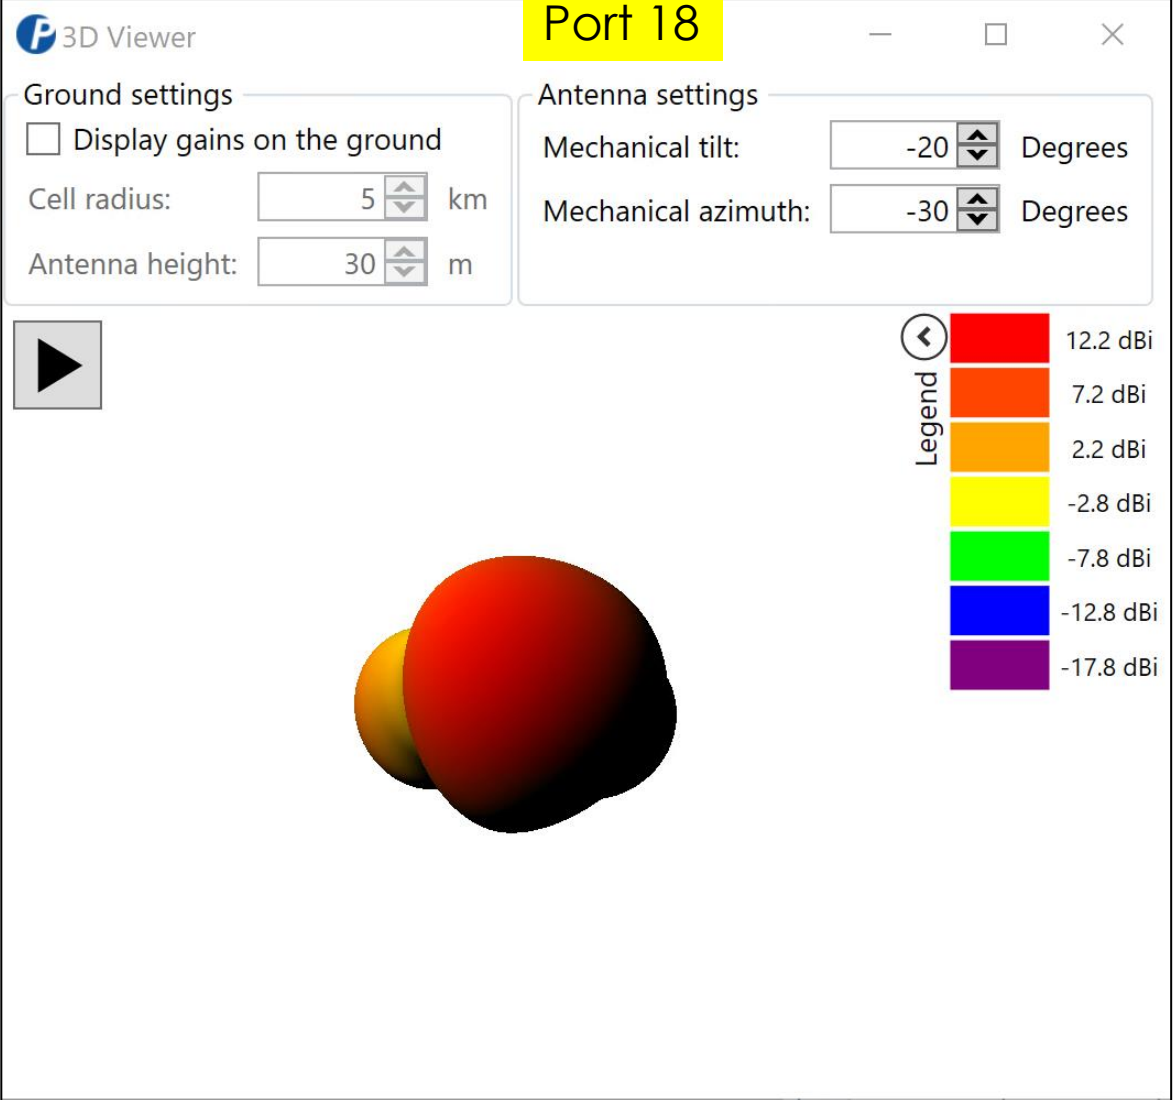 3D Viewer
Port 18
Ground settings
Display gains on the ground
Cell radius: 5 km
Antenna height: 30 m
Antenna settings
Mechanical tilt: -20 Degrees
Mechanical azimuth: -30 Degrees
Legend
12.2 dBi
7.2 dBi
2.2 dBi
-2.8 dBi
-7.8 dBi
-12.8 dBi
-17.8 dBi